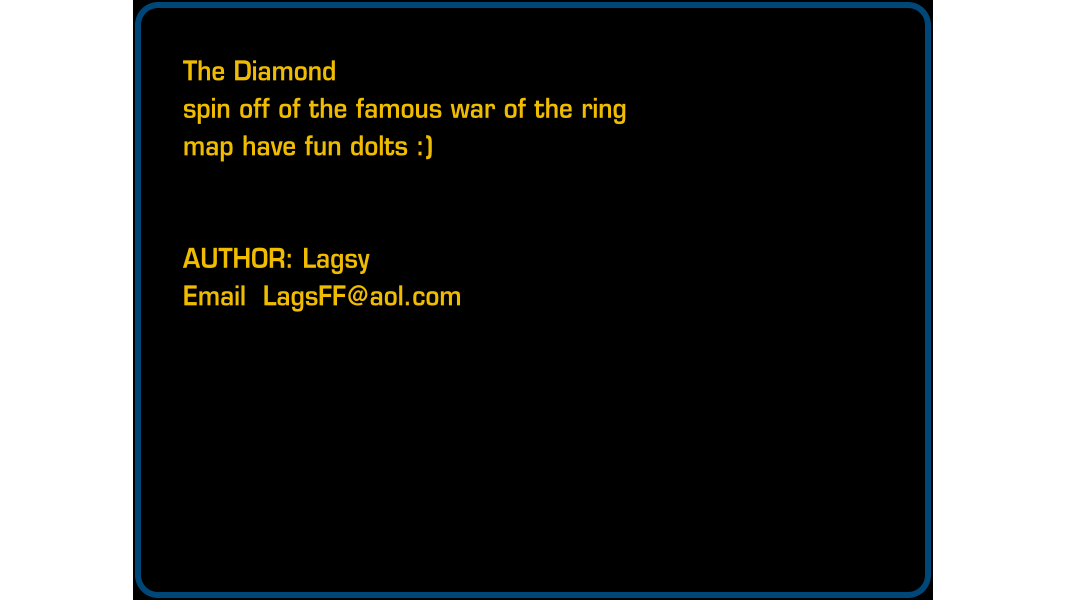 The Diamond
spin off of the famous war of the ring
map have fun dolts :)
AUTHOR: Lagsy
Email  LagsFF@aol.com